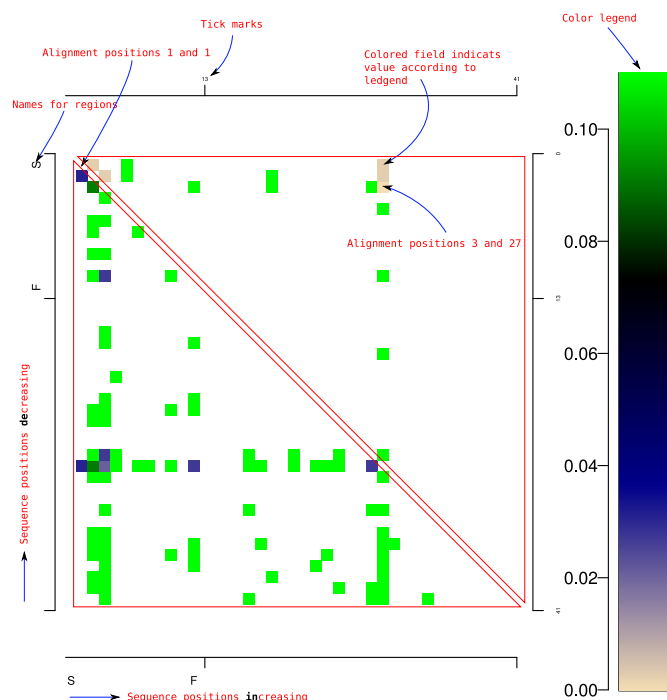 Color legend
Tick marks
Alignment positions 1 and 1
Colored field indicats
value according to
ledgend
13
41
Names for regions
0.10
S
0
Alignment positions 3 and 27
0.08
F
13
0.06
Sequence positions decreasing
0.04
0.02
41
S
F
0.00
Sequence positions increasing